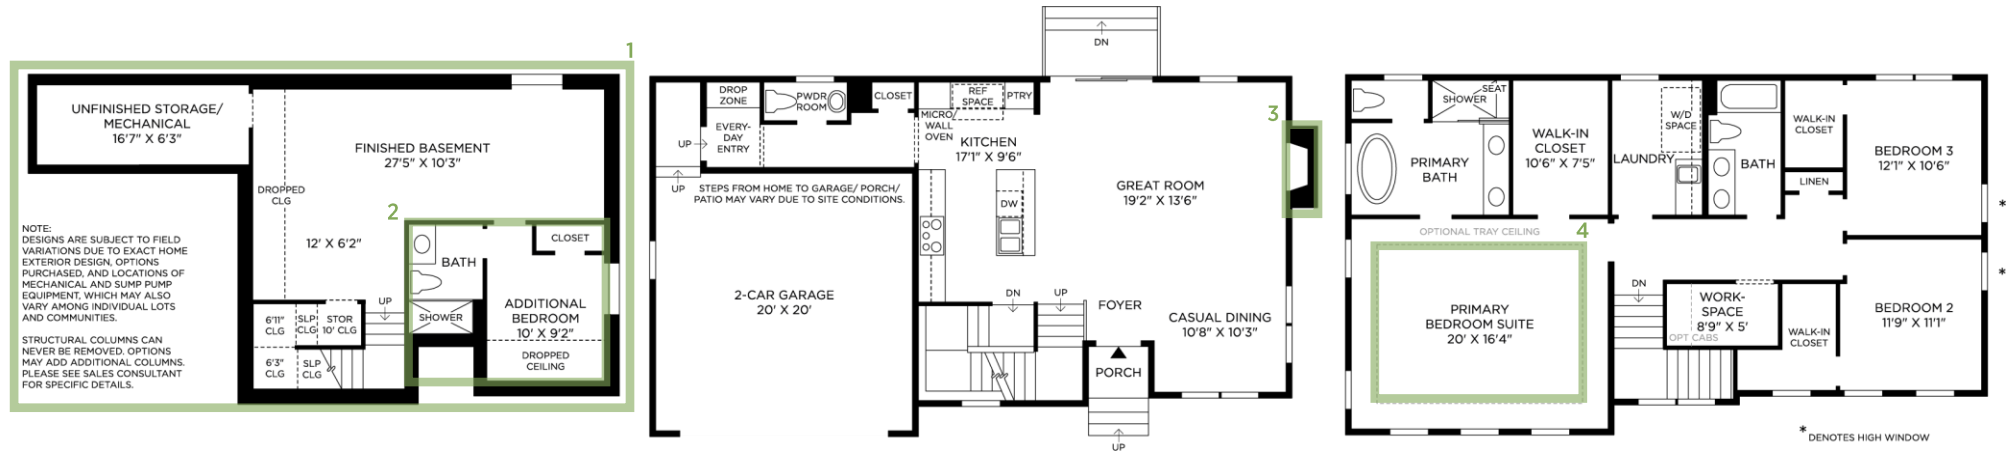 1
UNFINISHED STORAGE/
MECHANICAL
16'7" X 6'3"
FINISHED BASEMENT
27'5" X 10'3"
DROPPED
CLG
12' X 6'2"
NOTE:
DESIGNS ARE SUBJECT TO FIELD
VARIATIONS DUE TO EXACT HOME
EXTERIOR DESIGN, OPTIONS
PURCHASED, AND LOCATIONS OF
MECHANICAL AND SUMP PUMP
EQUIPMENT, WHICH MAY ALSO
VARY AMONG INDIVIDUAL LOTS
AND COMMUNITIES.
STRUCTURAL COLUMNS CAN
NEVER BE REMOVED. OPTIONS
MAY ADD ADDITIONAL COLUMNS.
PLEASE SEE SALES CONSULTANT
FOR SPECIFIC DETAILS.
2
BATH
CLOSET
SHOWER
ADDITIONAL
BEDROOM
10' X 9'2"
DROPPED
CEILING
UP
6'11"
CLG
SLP
CLG
STOR
10' CLG
6'3"
CLG
SLP
CLG
DN
DROP
ZONE
PWDR
ROOM
CLOSET
REF
SPACE
PTRY
EVERY-
DAY
ENTRY
UP
UP
MICRO/
WALL
OVEN
KITCHEN
17'1" X 9'6"
STEPS FROM HOME TO GARAGE/ PORCH/
PATIO MAY VARY DUE TO SITE CONDITIONS.
DW
GREAT ROOM
19'2" X 13'6"
3
2-CAR GARAGE
20' X 20'
DN
UP
FOYER
CASUAL DINING
10'8" X 10'3"
PORCH
UP
SHOWER
SEAT
PRIMARY
BATH
WALK-IN
CLOSET
10'6" X 7'5"
W/D
SPACE
LAUNDRY
BATH
WALK-IN
CLOSET
LINEN
BEDROOM 3
12'1" X 10'6"
*
OPTIONAL TRAY CEILING
4
PRIMARY
BEDROOM SUITE
20' X 16'4"
DN
WORK-
SPACE
8'9" X 5'
OPT CABS
WALK-IN
CLOSET
BEDROOM 2
11'9" X 11'1"
*
* DENOTES HIGH WINDOW